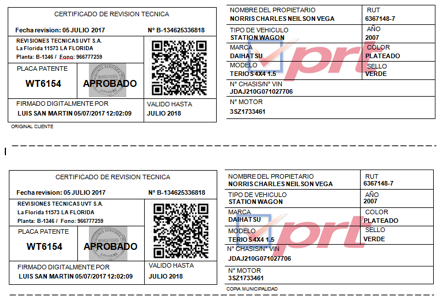 CERTIFICADO DE REVISION TECNICA
Fecha revision: 05 JULIO 2017 Nº B-134625336818
REVISIONES TECNICAS UVT S.A.
La Florida 11573 LA FLORIDA
Planta: B-1346 / Fono: 966777259
PLACA PATENTE
WT6154
APROBADO
FIRMADO DIGITALMENTE POR
LUIS SAN MARTIN 05/07/2017 12:02:09
VALIDO HASTA
JULIO 2018
ORIGINAL CLIENTE
NOMBRE DEL PROPIETARIO
NORRIS CHARLES NEILSON VEGA
RUT
6367148-7
TIPO DE VEHICULO
STATION WAGON
AÑO
2007
MARCA
DAIHATSU
COLOR
PLATEADO
MODELO
TERIOS 4X4 1.5
SELLO
VERDE
prt
Nº CHASIS/Nº VIN
JDAJ210G071027706
Nº MOTOR
3SZ1733461
CERTIFICADO DE REVISION TECNICA
Fecha revision: 05 JULIO 2017 Nº B-134625336818
REVISIONES TECNICAS UVT S.A.
La Florida 11573 LA FLORIDA
Planta: B-1346 / Fono: 966777259
PLACA PATENTE
WT6154
APROBADO
FIRMADO DIGITALMENTE POR
LUIS SAN MARTIN 05/07/2017 12:02:09
VALIDO HASTA
JULIO 2018
NOMBRE DEL PROPIETARIO
NORRIS CHARLES NEILSON VEGA
RUT
6367148-7
TIPO DE VEHICULO
STATION WAGON
AÑO
2007
MARCA
DAIHATSU
COLOR
PLATEADO
MODELO
TERIOS 4X4 1.5
SELLO
VERDE
prt
Nº CHASIS/Nº VIN
JDAJ210G071027706
Nº MOTOR
3SZ1733461
COPIA MUNICIPALIDAD